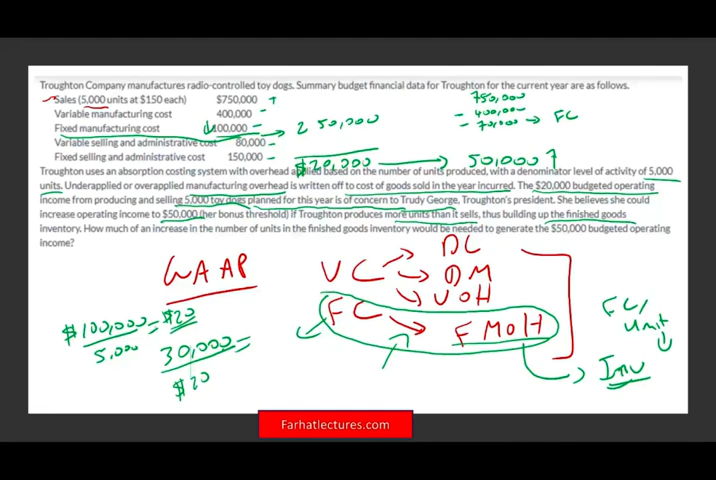 Troughton Company manufactures radio-controlled toy dogs. Summary budget financial data for Troughton for the current year are as follows.
Sales (5,000 units at $150 each) $750,000 +
Variable manufacturing cost 400,000 -
Fixed manufacturing cost 100,000 -
Variable selling and administrative cost 80,000 -
Fixed selling and administrative cost 150,000 -
250,000
$20,000 50,000
750,000
- 400,000
- 70,000 FC
Troughton uses an absorption costing system with overhead applied based on the number of units produced, with a denominator level of activity of 5,000
units. Underapplied or overapplied manufacturing overhead is written off to cost of goods sold in the year incurred. The $20,000 budgeted operating
income from producing and selling 5,000 toy dogs planned for this year is of concern to Trudy George, Troughton's president. She believes she could
increase operating income to $50,000 (her bonus threshold) if Troughton produces more units than it sells, thus building up the finished goods
inventory. How much of an increase in the number of units in the finished goods inventory would be needed to generate the $50,000 budgeted operating
income?
GAAP
VC
DL
DM
VOH
FC
FMOH
$100,000 = $20
5,000
30,000 =
$20
FC/
Unit
Inv
Farhatlectures.com